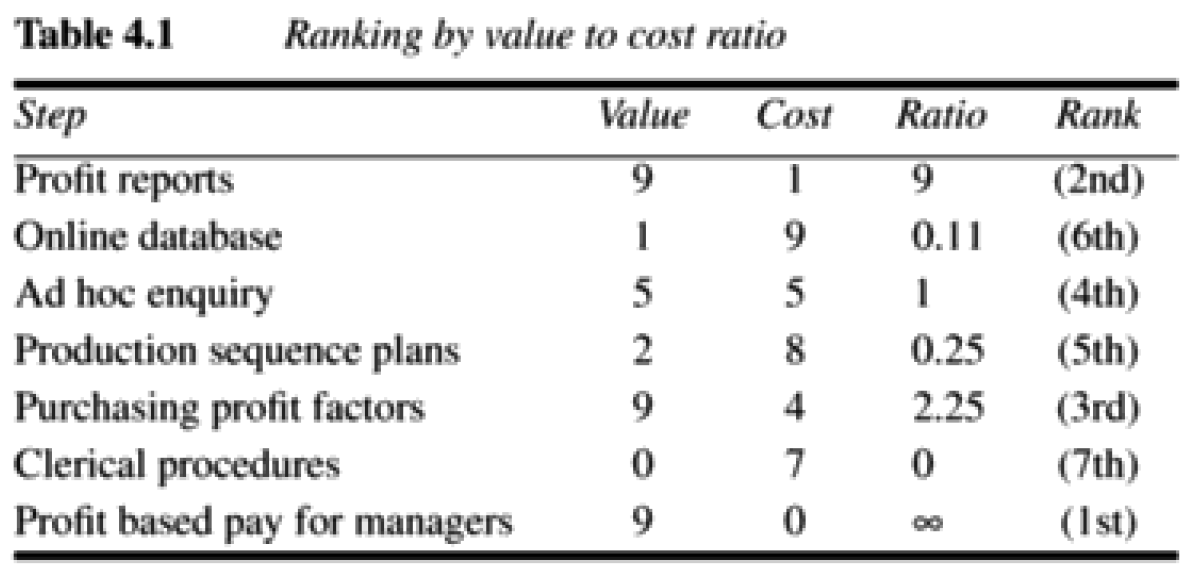 Table 4.1 Ranking by value to cost ratio
Step Value Cost Ratio Rank
Profit reports 9 1 9 (2nd)
Online database 1 9 0.11 (6th)
Ad hoc enquiry 5 5 1 (4th)
Production sequence plans 2 8 0.25 (5th)
Purchasing profit factors 9 4 2.25 (3rd)
Clerical procedures 0 7 0 (7th)
Profit based pay for managers 9 0 ∞ (1st)